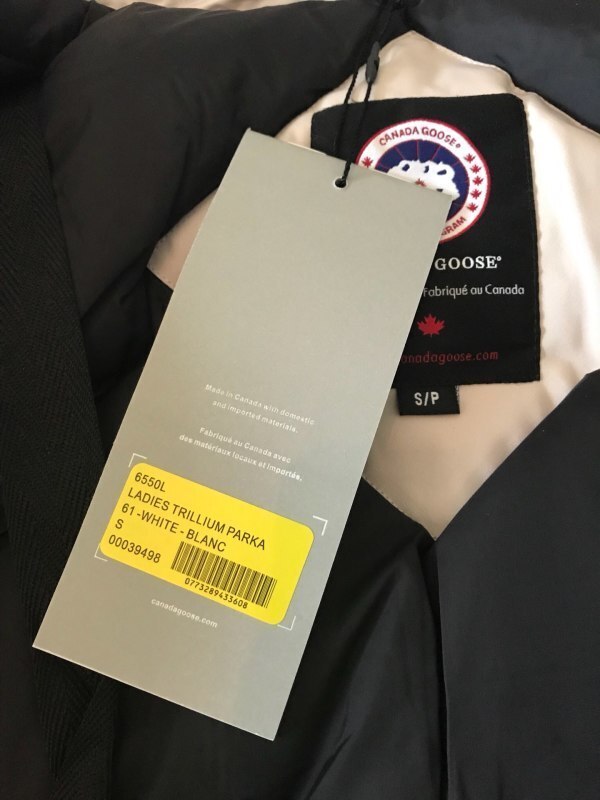 CANADA GOOSE®
GRAM
GOOSE®
Fabriqué au Canada
nadagoose.com
S/P
Made in Canada with domestic
and imported materials.
Fabriqué au Canada avec
des matériaux locaux et importés.
6550L
LADIES TRILLIUM PARKA
61 -WHITE - BLANC
S
00039498
0773289433608
canadagoose.com